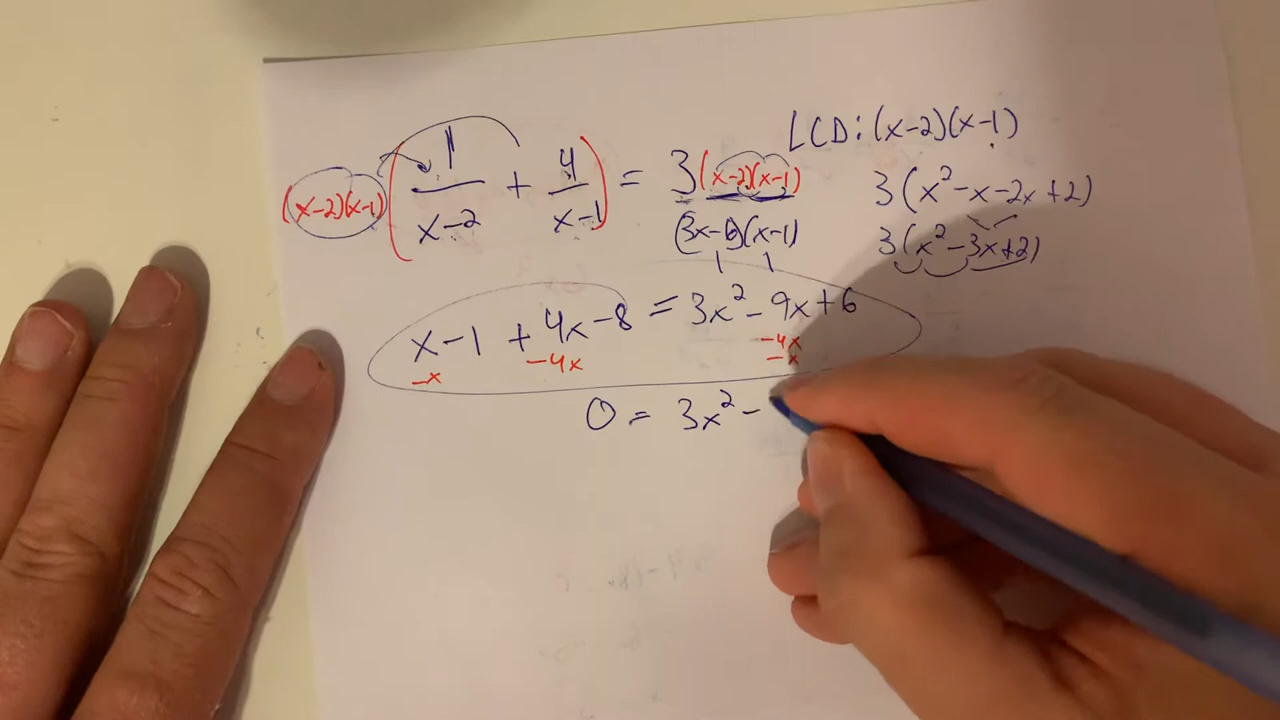 LCD: (x-2)(x-1)
(x-2)(x-1) ( 1/(x-2) + 4/(x-1) ) = 3(x-2)(x-1)
3(x² - x - 2x + 2)
(3x-6)(x-1)
3(x² - 3x + 2)
x - 1 + 4x - 8 = 3x² - 9x + 6
-x -4x -4x
-x
0 = 3x² -